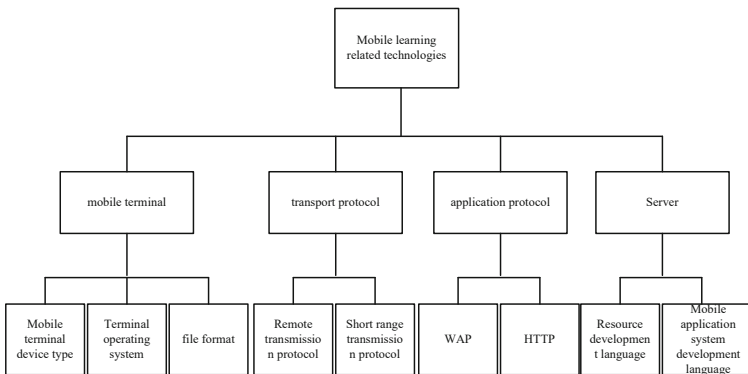 Mobile learning
related technologies
mobile terminal
transport protocol
application protocol
Server
Mobile
terminal
device type
Terminal
operating
system
file format
Remote
transmissio
n protocol
Short range
transmissio
n protocol
WAP
HTTP
Resource
developmen
t language
Mobile
application
system
development
language